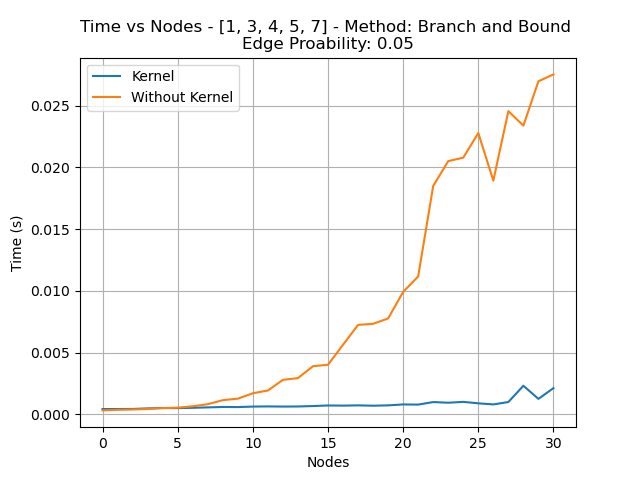 Time vs Nodes - [1, 3, 4, 5, 7] - Method: Branch and Bound
Edge Proability: 0.05
Kernel
Without Kernel
0.025
0.020
0.015
0.010
0.005
0.000
Time (s)
0 5 10 15 20 25 30
Nodes